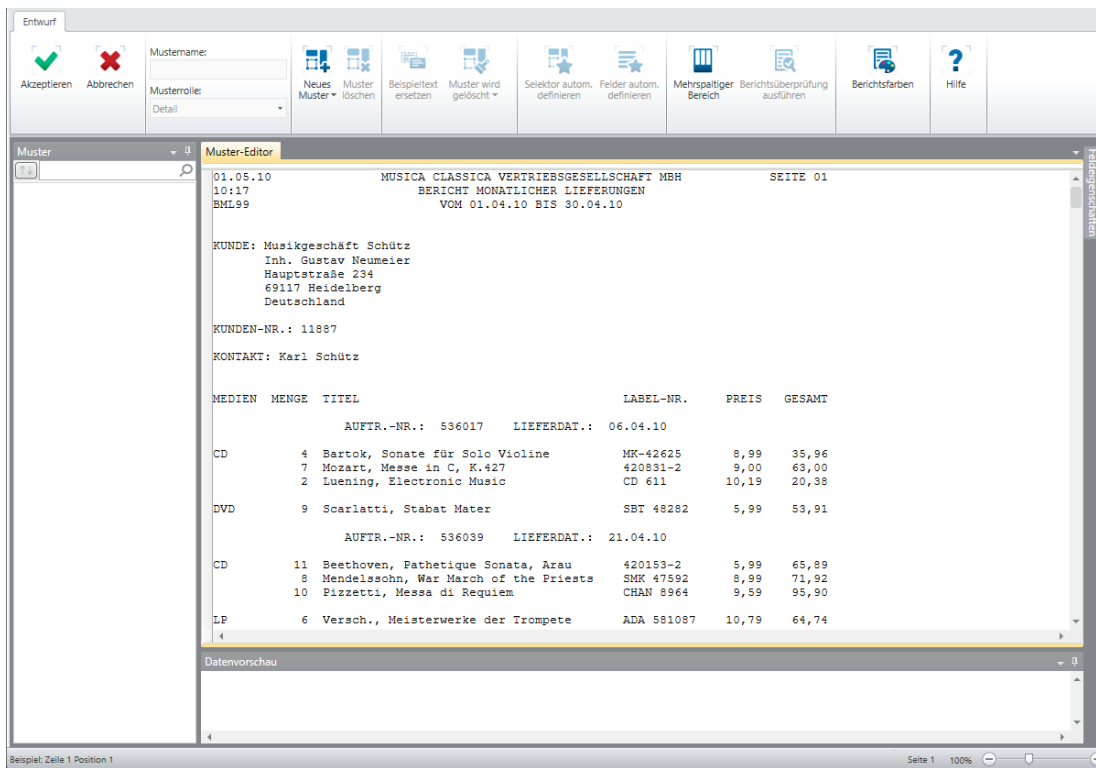 Entwurf
Akzeptieren
Abbrechen
Mustername:
Musterrolle:
Detail
Neues Muster
Muster löschen
Beispieltext ersetzen
Muster wird gelöscht
Selektor autom. definieren
Felder autom. definieren
Mehrspaltiger Bereich
Berichtsüberprüfung ausführen
Berichtsfarben
Hilfe
Muster
Muster-Editor
Feldeigenschaften
01.05.10 MUSICA CLASSICA VERTRIEBSGESELLSCHAFT MBH SEITE 01
10:17 BERICHT MONATLICHER LIEFERUNGEN
BML99 VOM 01.04.10 BIS 30.04.10
KUNDE: Musikgeschäft Schütz
Inh. Gustav Neumeier
Hauptstraße 234
69117 Heidelberg
Deutschland
KUNDEN-NR.: 11887
KONTAKT: Karl Schütz
MEDIEN MENGE TITEL LABEL-NR. PREIS GESAMT
AUFTR.-NR.: 536017 LIEFERDAT.: 06.04.10
CD 4 Bartok, Sonate für Solo Violine MK-42625 8,99 35,96
7 Mozart, Messe in C, K.427 420831-2 9,00 63,00
2 Luening, Electronic Music CD 611 10,19 20,38
DVD 9 Scarlatti, Stabat Mater SBT 48282 5,99 53,91
AUFTR.-NR.: 536039 LIEFERDAT.: 21.04.10
CD 11 Beethoven, Pathetique Sonata, Arau 420153-2 5,99 65,89
8 Mendelssohn, War March of the Priests SMK 47592 8,99 71,92
10 Pizzetti, Messa di Requiem CHAN 8964 9,59 95,90
LP 6 Versch., Meisterwerke der Trompete ADA 581087 10,79 64,74
Datenvorschau
Beispiel: Zeile 1 Position 1
Seite 1 100%